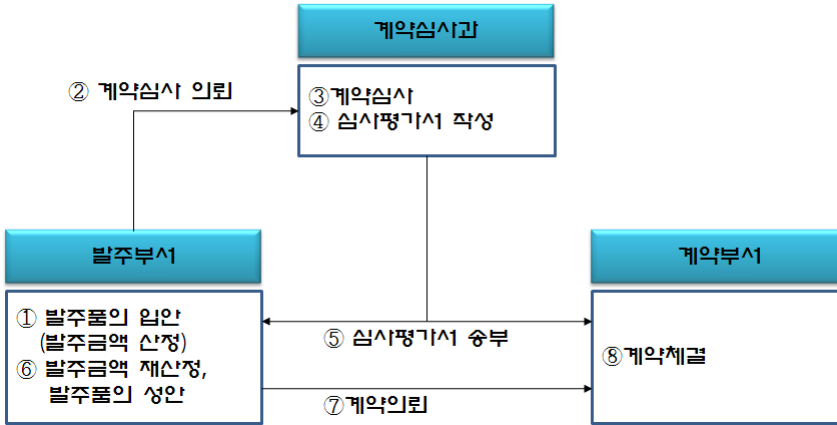 계약심사과
② 계약심사 의뢰
③계약심사
④ 심사평가서 작성
발주부서
계약부서
① 발주품의 입안
(발주금액 산정)
⑥ 발주금액 재산정,
발주품의 성안
⑤ 심사평가서 송부
⑦계약의뢰
⑧계약체결